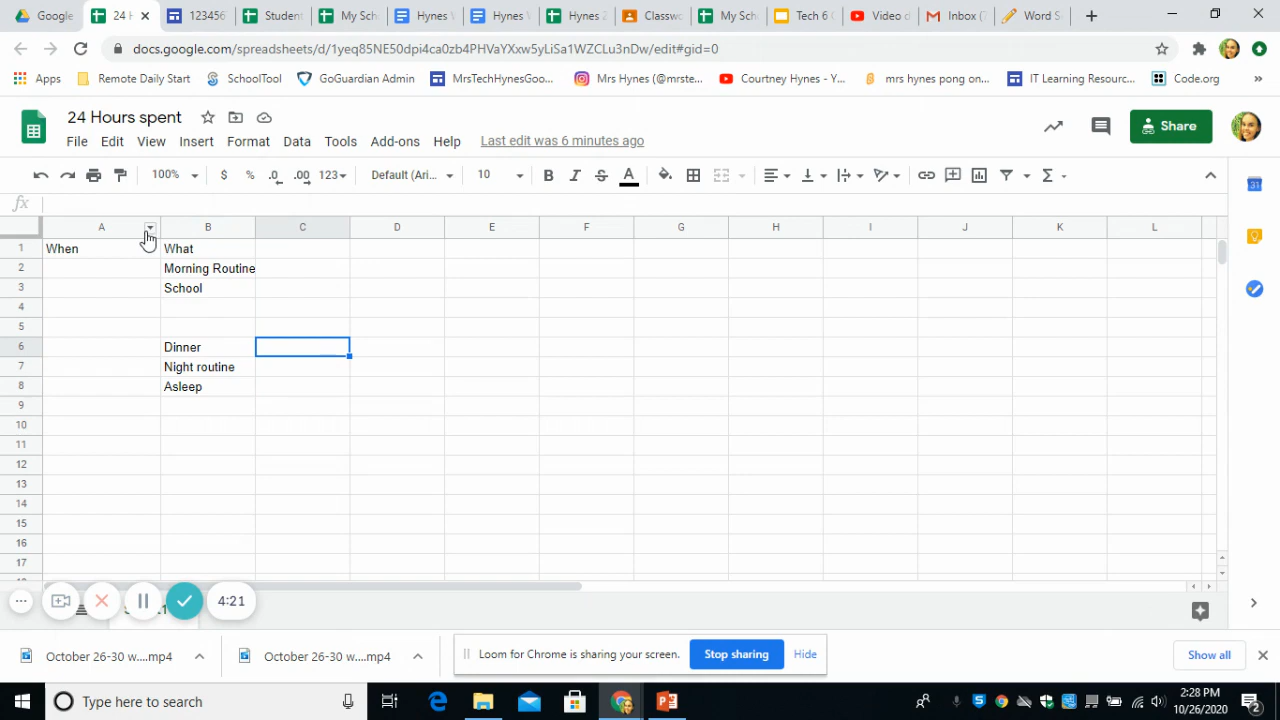 Google
24 H
123456
Student
My Sch
Hynes V
Hynes V
Hynes 2
Classw
My Sch
Tech 6
Video d
Inbox (
Word S
docs.google.com/spreadsheets/d/1yeq85NE50dpi4ca0zb4PHVaYXxw5yLiSa1WZCLu3nDw/edit#gid=0
Apps
Remote Daily Start
SchoolTool
GoGuardian Admin
MrsTechHynesGoo...
Mrs Hynes (@mrste...
Courtney Hynes - Y...
mrs hynes pong on...
IT Learning Resourc...
Code.org
24 Hours spent
File Edit View Insert Format Data Tools Add-ons Help Last edit was 6 minutes ago
Share
100% $ % .0 .00 123 Default (Ari... 10 B I S A Σ
fx
A B C D E F G H I J K L
1 When What
2 Morning Routine
3 School
4
5
6 Dinner
7 Night routine
8 Asleep
9
10
11
12
13
14
15
16
17
4:21
October 26-30 w....mp4
October 26-30 w....mp4
Loom for Chrome is sharing your screen.
Stop sharing
Hide
Show all
Type here to search
2:28 PM
10/26/2020
2